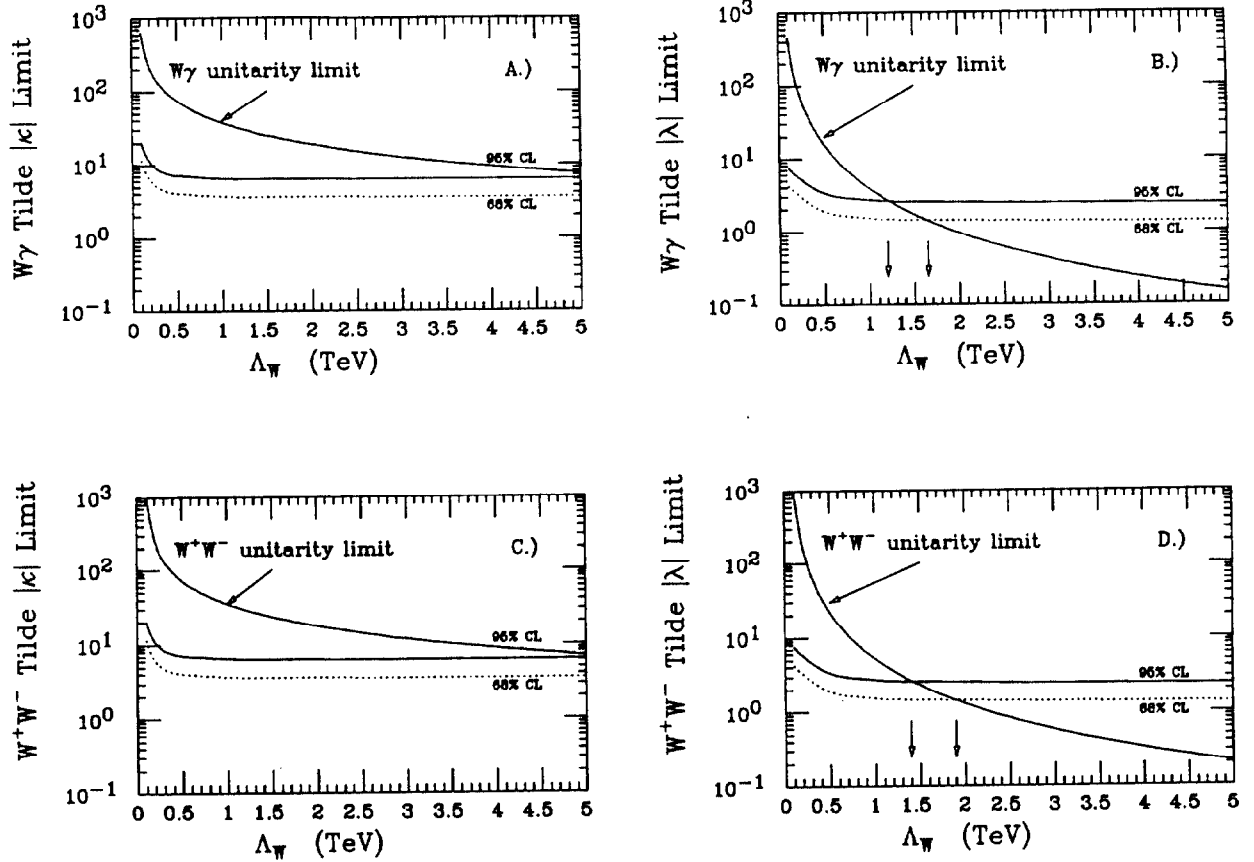 Wγ Tilde |κ| Limit
10³
10²
10¹
10⁰
10⁻¹
Wγ unitarity limit
A.)
95% CL
68% CL
0 0.5 1 1.5 2 2.5 3 3.5 4 4.5 5
Λ_W (TeV)
Wγ Tilde |λ| Limit
10³
10²
10¹
10⁰
10⁻¹
Wγ unitarity limit
B.)
95% CL
68% CL
0 0.5 1 1.5 2 2.5 3 3.5 4 4.5 5
Λ_W (TeV)
W⁺W⁻ Tilde |κ| Limit
10³
10²
10¹
10⁰
10⁻¹
W⁺W⁻ unitarity limit
C.)
95% CL
68% CL
0 0.5 1 1.5 2 2.5 3 3.5 4 4.5 5
Λ_W (TeV)
W⁺W⁻ Tilde |λ| Limit
10³
10²
10¹
10⁰
10⁻¹
W⁺W⁻ unitarity limit
D.)
95% CL
68% CL
0 0.5 1 1.5 2 2.5 3 3.5 4 4.5 5
Λ_W (TeV)